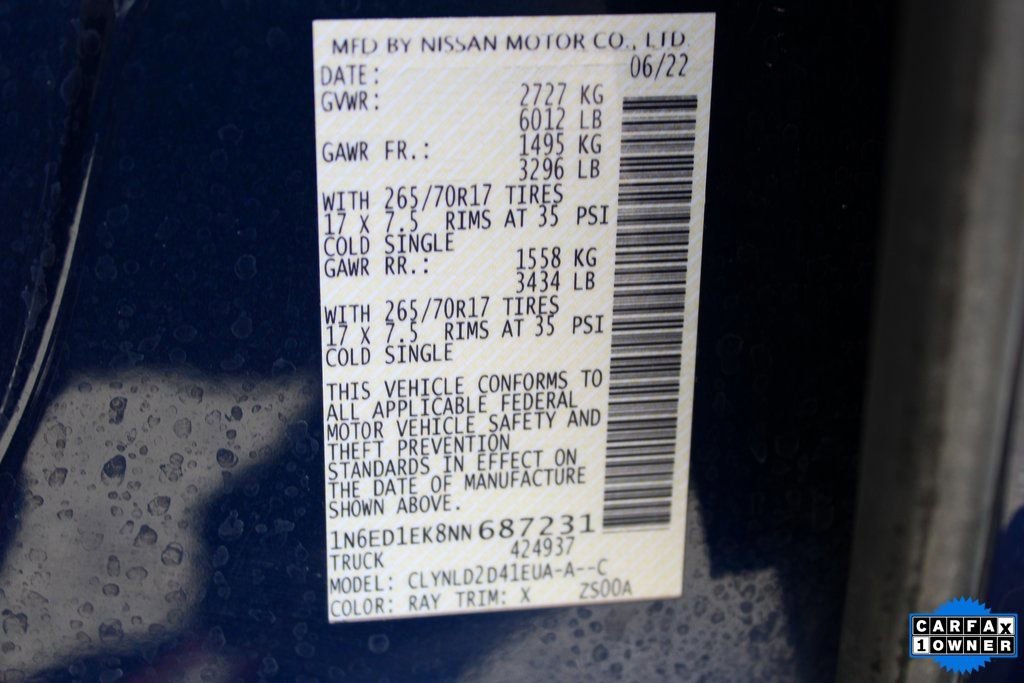 MFD BY NISSAN MOTOR CO., LTD.
DATE: 06/22
GVWR: 2727 KG
6012 LB
GAWR FR.: 1495 KG
3296 LB
WITH 265/70R17 TIRES
17 X 7.5 RIMS AT 35 PSI
COLD SINGLE
GAWR RR.: 1558 KG
3434 LB
WITH 265/70R17 TIRES
17 X 7.5 RIMS AT 35 PSI
COLD SINGLE
THIS VEHICLE CONFORMS TO
ALL APPLICABLE FEDERAL
MOTOR VEHICLE SAFETY AND
THEFT PREVENTION
STANDARDS IN EFFECT ON
THE DATE OF MANUFACTURE
SHOWN ABOVE.
1N6ED1EK8NN687231
TRUCK 424937
MODEL: CLYNLD2D41EUA-A--C
COLOR: RAY TRIM: X ZS00A
CARFAX
1 OWNER